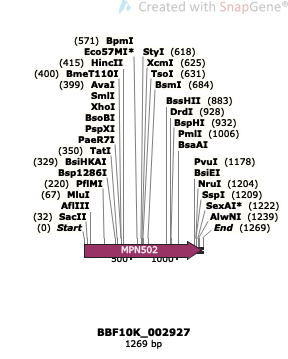 Created with SnapGene®
(571) BpmI
Eco57MI* StyI (618)
(415) HincII XcmI (625)
(400) BmeT110I TsoI (631)
(399) AvaI BsmI (684)
SmlI
XhoI BssHII (883)
BsoBI DrdI (928)
PspXI BspHI (932)
PaeR7I PmlI (1006)
(350) TatI BsaAI
(329) BsiHKAI PvuI (1178)
Bsp1286I BsiEI
(220) PflMI NruI (1204)
(67) MluI SspI (1209)
AflIII SexAI* (1222)
(32) SacII AlwNI (1239)
(0) Start End (1269)
MPN502
500 1000
BBF10K_002927
1269 bp